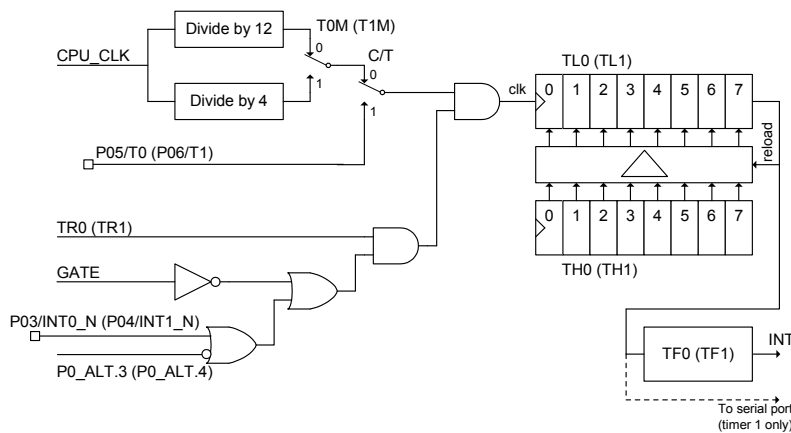 T0M (T1M)
Divide by 12
CPU_CLK
0
C/T
1
0
1
Divide by 4
TL0 (TL1)
clk
0 1 2 3 4 5 6 7
P05/T0 (P06/T1)
reload
0 1 2 3 4 5 6 7
TR0 (TR1)
TH0 (TH1)
GATE
P03/INT0_N (P04/INT1_N)
P0_ALT.3 (P0_ALT.4)
TF0 (TF1)
INT
To serial port
(timer 1 only)